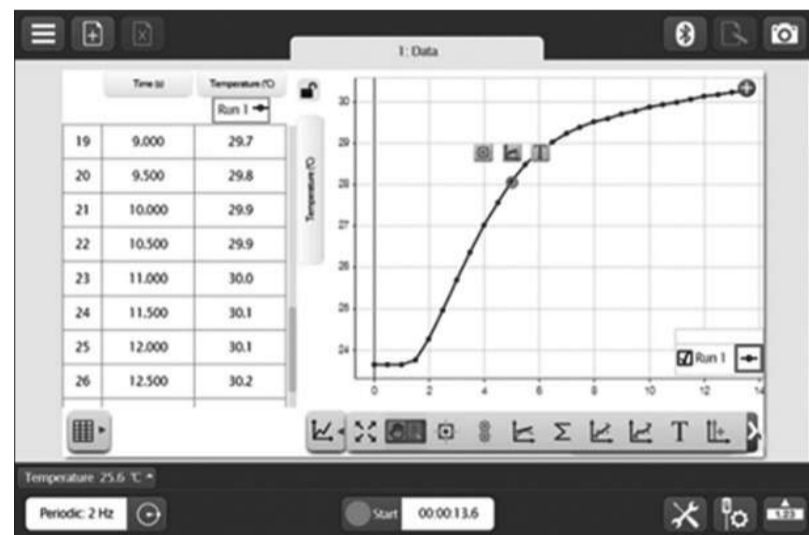 1: Data
Time (s) Temperature (°C)
Run 1
19 9.000 29.7
20 9.500 29.8
21 10.000 29.9
22 10.500 29.9
23 11.000 30.0
24 11.500 30.1
25 12.000 30.1
26 12.500 30.2
Temperature (°C)
30
29
28
27
26
25
24
0 2 4 6 8 10 12 14
Run 1
Σ T
Temperature 25.6 °C
Periodic: 2 Hz
Start 00:00:13.6
1.23